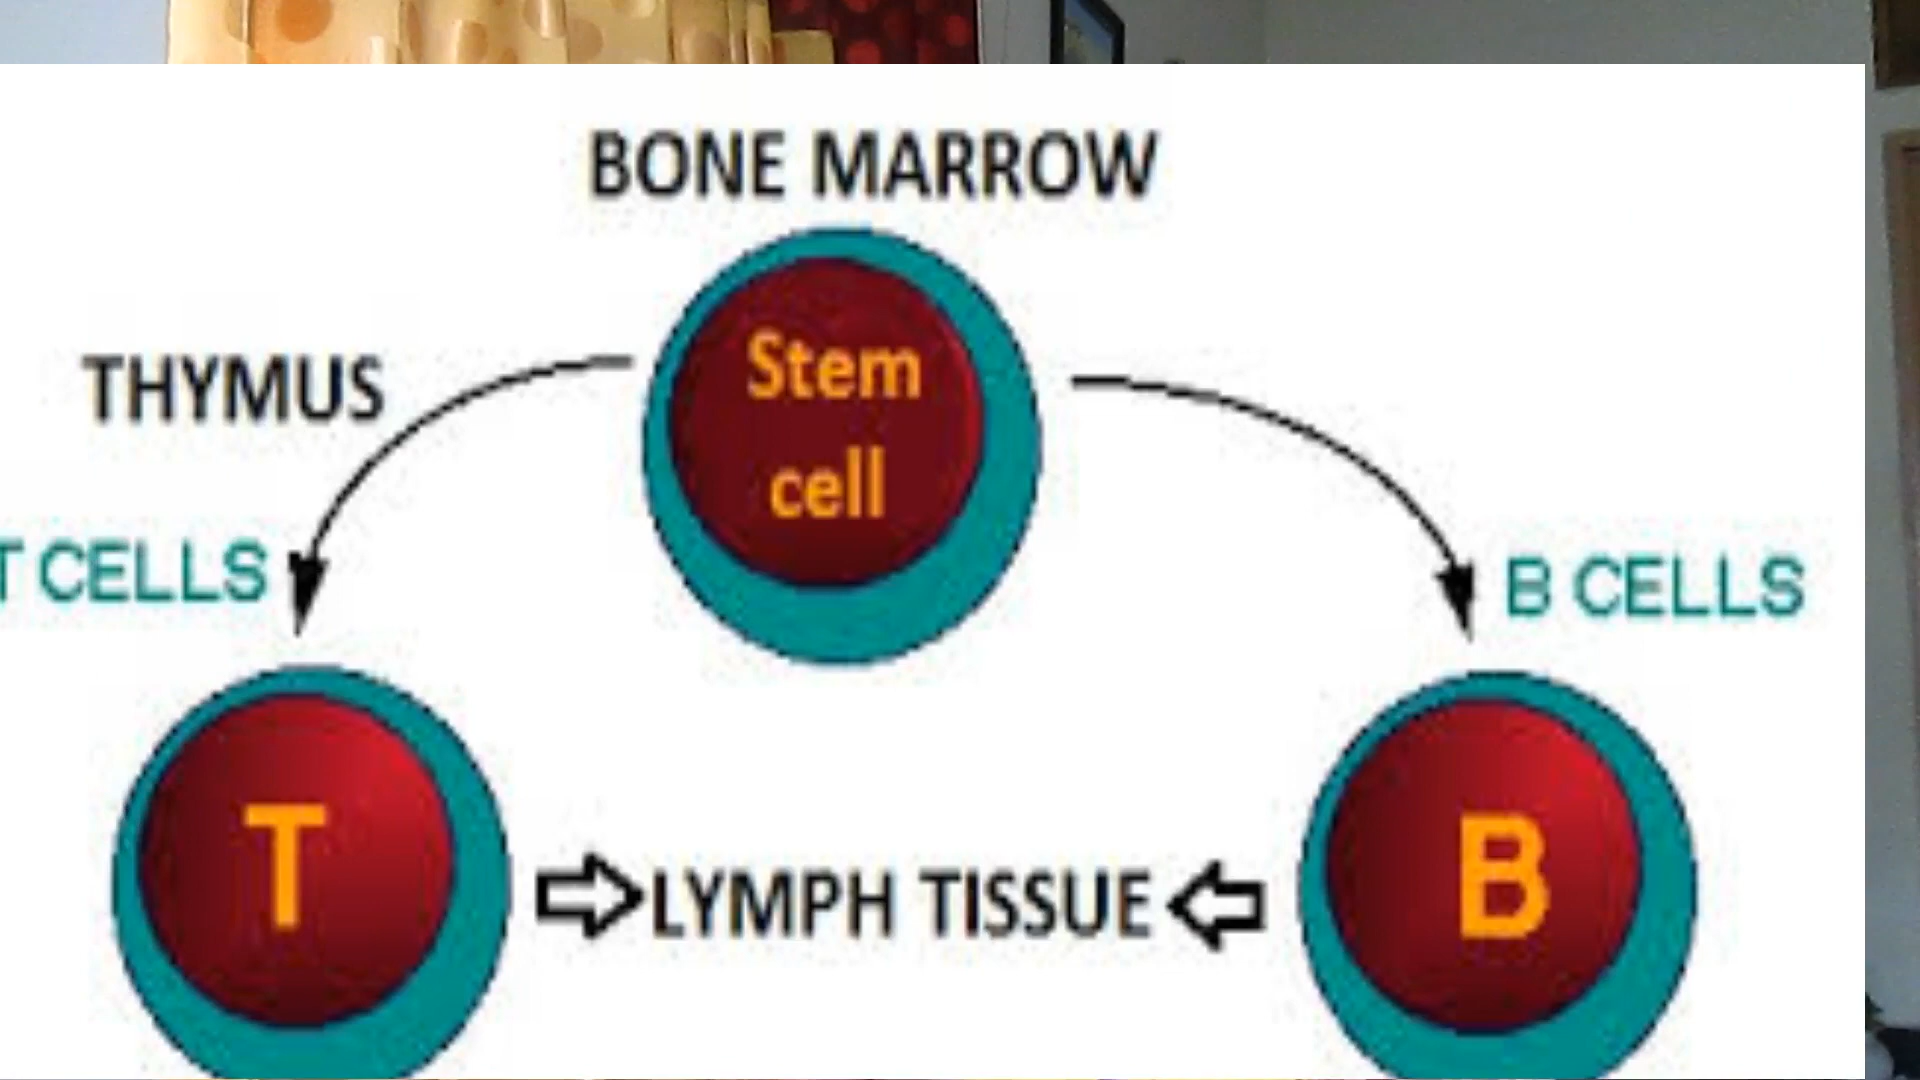 BONE MARROW
Stem
cell
THYMUS
T CELLS
B CELLS
T
LYMPH TISSUE
B